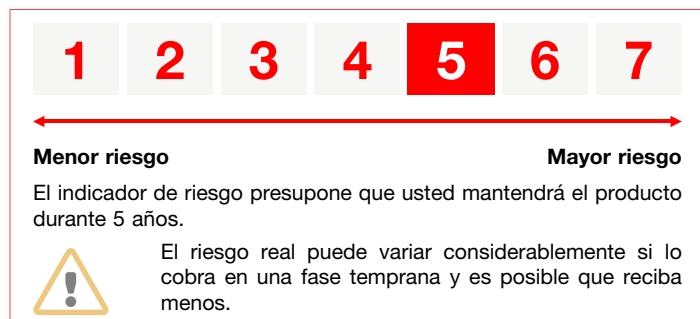 1 2 3 4 5 6 7
Menor riesgo Mayor riesgo
El indicador de riesgo presupone que usted mantendrá el producto
durante 5 años.
El riesgo real puede variar considerablemente si lo
cobra en una fase temprana y es posible que reciba
menos.